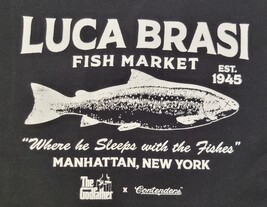 LUCA BRASI
FISH MARKET
EST.
1945
"Where he Sleeps with the Fishes"
MANHATTAN, NEW YORK
The Godfather x Contenders